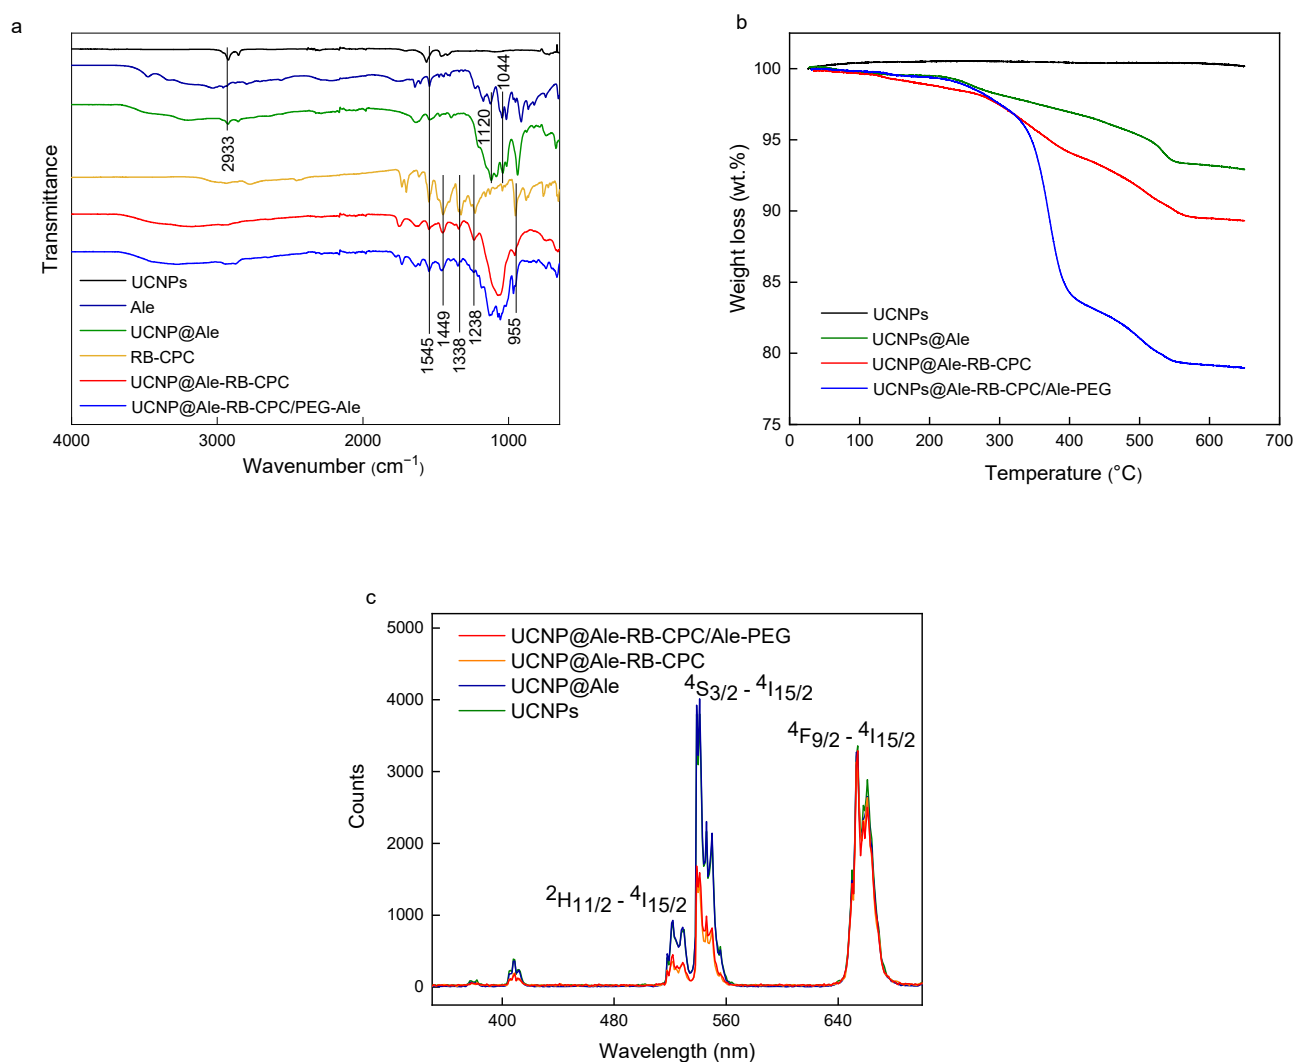 a
Transmittance
2933
1120
1044
1545
1449
1338
1238
955
UCNPs
Ale
UCNP@Ale
RB-CPC
UCNP@Ale-RB-CPC
UCNP@Ale-RB-CPC/PEG-Ale
4000
3000
2000
1000
Wavenumber (cm⁻¹)
b
Weight loss (wt.%)
100
95
90
85
80
75
UCNPs
UCNPs@Ale
UCNP@Ale-RB-CPC
UCNPs@Ale-RB-CPC/Ale-PEG
0
100
200
300
400
500
600
700
Temperature (°C)
c
Counts
5000
4000
3000
2000
1000
0
UCNP@Ale-RB-CPC/Ale-PEG
UCNP@Ale-RB-CPC
UCNP@Ale
UCNPs
⁴S₃/₂ - ⁴I₁₅/₂
⁴F₉/₂ - ⁴I₁₅/₂
²H₁₁/₂ - ⁴I₁₅/₂
400
480
560
640
Wavelength (nm)